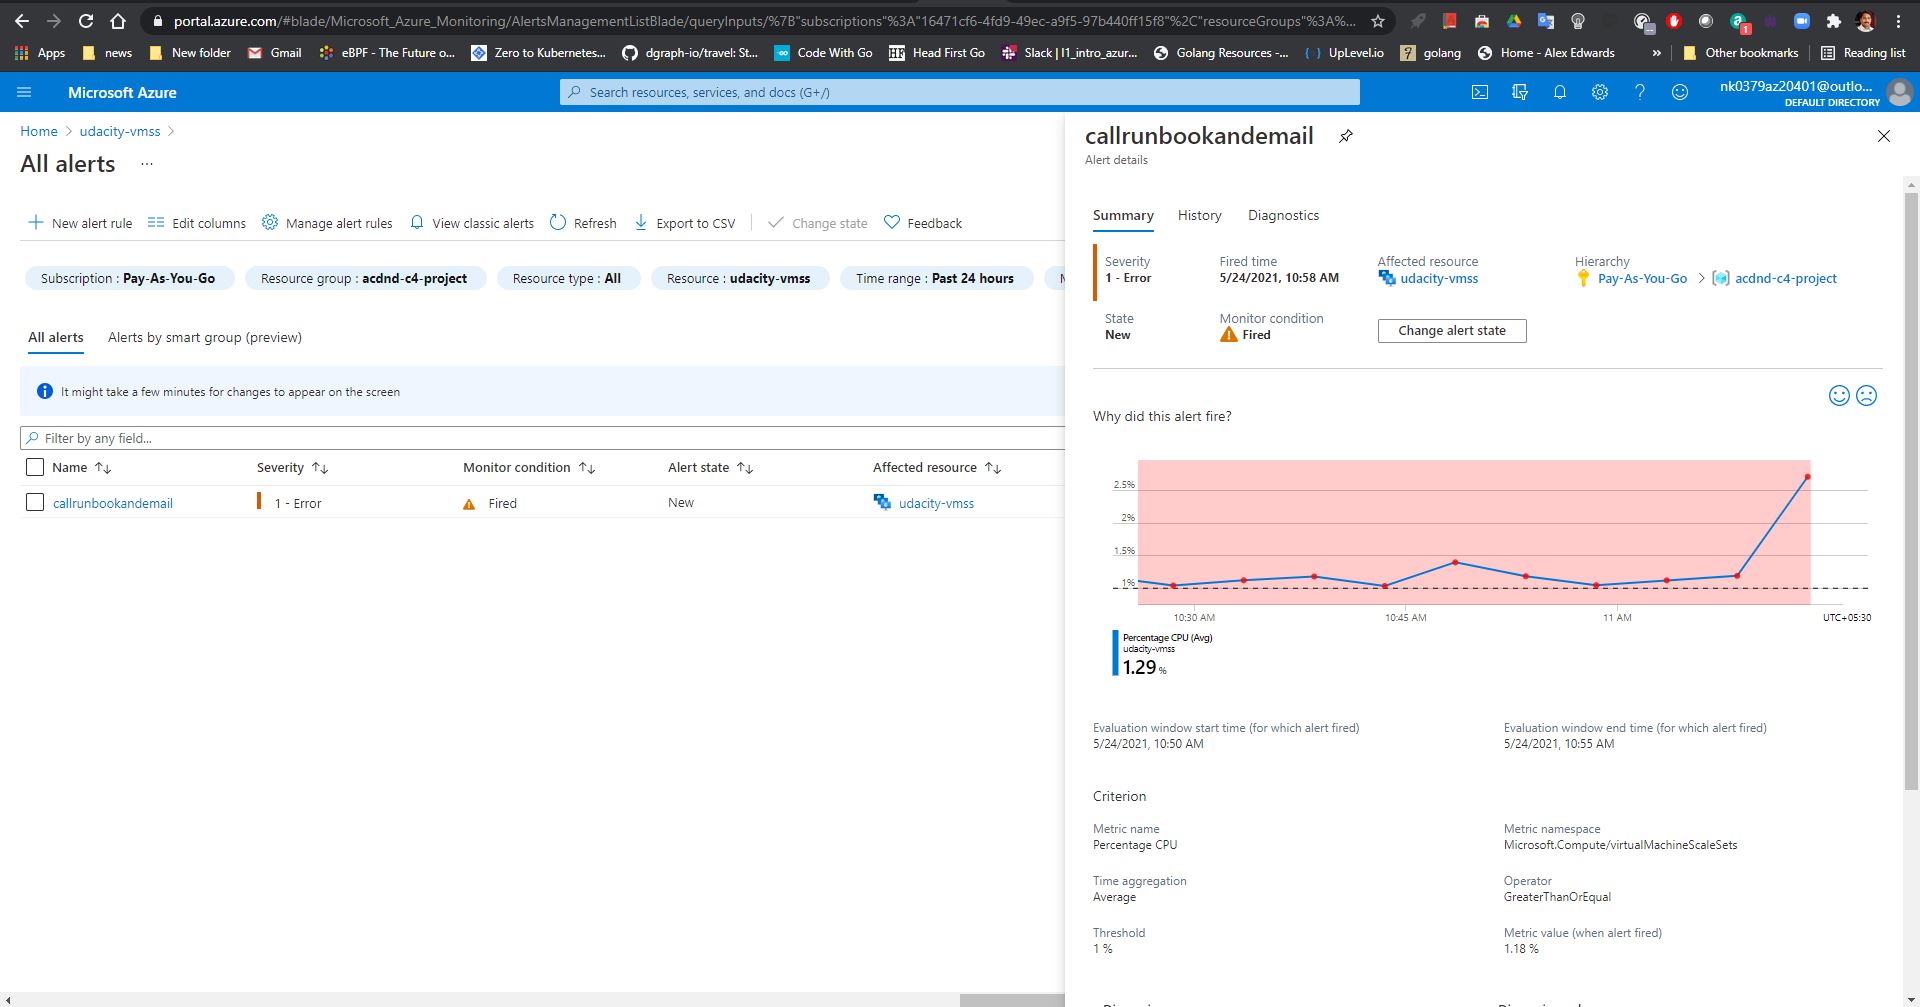 portal.azure.com/#blade/Microsoft_Azure_Monitoring/AlertsManagementListBlade/queryInputs/%7B"subscriptions"%3A"16471cf6-4fd9-49ec-a9f5-97b440ff15f8"%2C"resourceGroups"%3A%...
Apps news New folder Gmail eBPF - The Future o... Zero to Kubernetes... dgraph-io/travel: St... Code With Go Head First Go Slack | l1_intro_azur... Golang Resources -... UpLevel.io golang Home - Alex Edwards » Other bookmarks Reading list
Microsoft Azure
Search resources, services, and docs (G+/)
nk0379az20401@outlo...
DEFAULT DIRECTORY
Home > udacity-vmss >
All alerts ...
New alert rule Edit columns Manage alert rules View classic alerts Refresh Export to CSV Change state Feedback
Subscription : Pay-As-You-Go Resource group : acdnd-c4-project Resource type : All Resource : udacity-vmss Time range : Past 24 hours
All alerts Alerts by smart group (preview)
It might take a few minutes for changes to appear on the screen
Filter by any field...
Name Severity Monitor condition Alert state Affected resource
callrunbookandemail 1 - Error Fired New udacity-vmss
callrunbookandemail
Alert details
Summary History Diagnostics
Severity Fired time Affected resource Hierarchy
1 - Error 5/24/2021, 10:58 AM udacity-vmss Pay-As-You-Go > acdnd-c4-project
State Monitor condition
New Fired Change alert state
Why did this alert fire?
2.5%
2%
1.5%
1%
10:30 AM 10:45 AM 11 AM UTC+05:30
Percentage CPU (Avg)
udacity-vmss
1.29 %
Evaluation window start time (for which alert fired) Evaluation window end time (for which alert fired)
5/24/2021, 10:50 AM 5/24/2021, 10:55 AM
Criterion
Metric name Metric namespace
Percentage CPU Microsoft.Compute/virtualMachineScaleSets
Time aggregation Operator
Average GreaterThanOrEqual
Threshold Metric value (when alert fired)
1 % 1.18 %